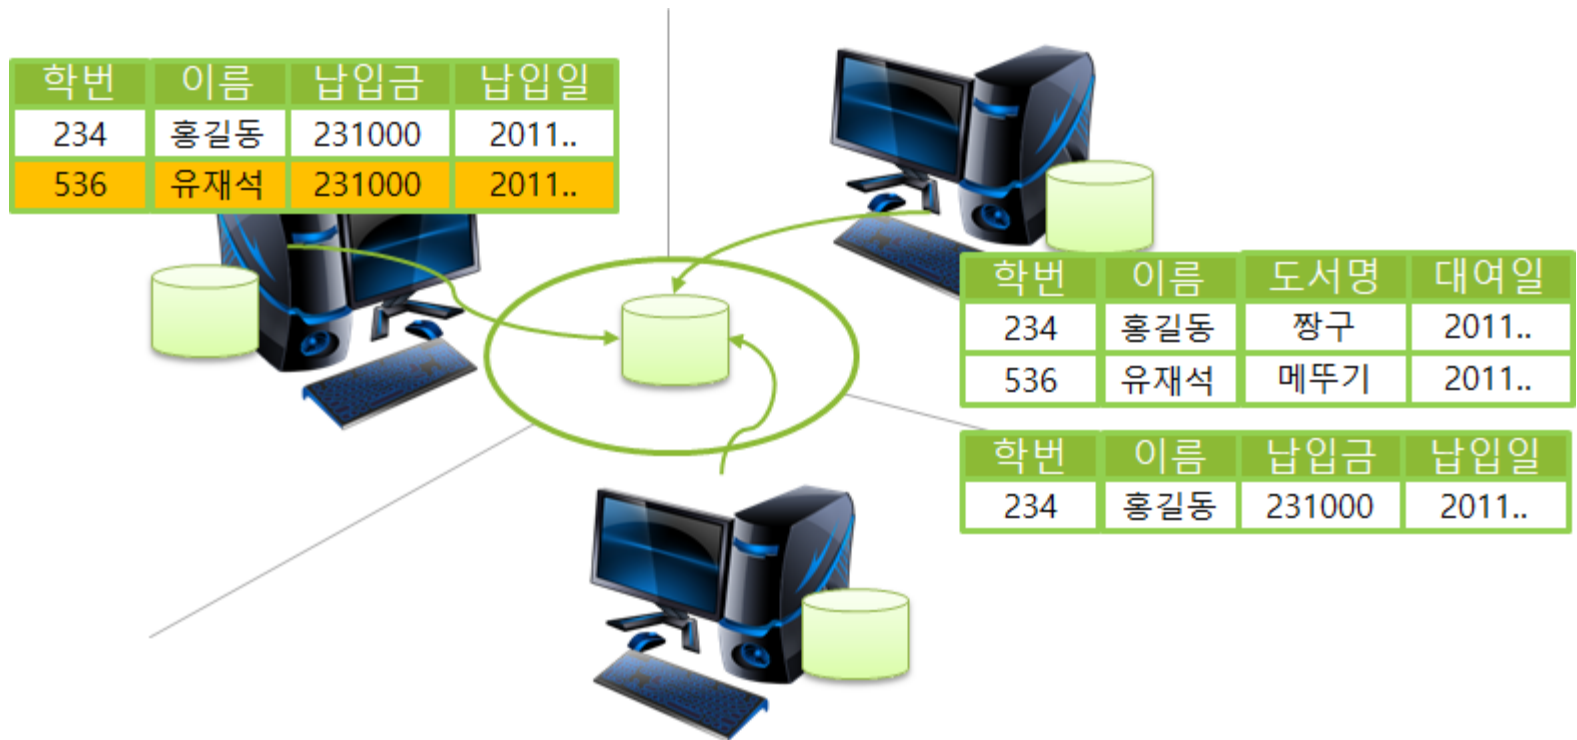 학번 이름 납입금 납입일
234 홍길동 231000 2011..
536 유재석 231000 2011..
학번 이름 도서명 대여일
234 홍길동 짱구 2011..
536 유재석 메뚜기 2011..
학번 이름 납입금 납입일
234 홍길동 231000 2011..